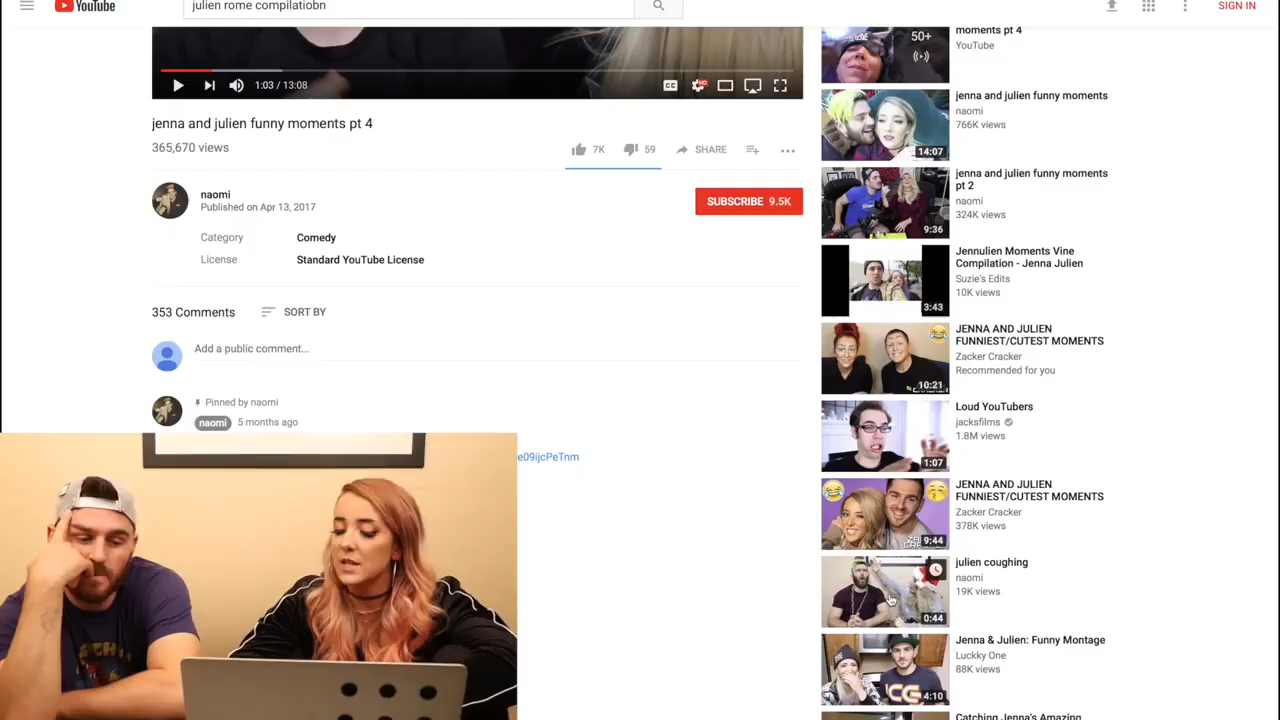 YouTube
julien rome compilatiobn
SIGN IN
1:03 / 13:08
CC
HD
jenna and julien funny moments pt 4
365,670 views
7K
59
SHARE
naomi
Published on Apr 13, 2017
SUBSCRIBE 9.5K
Category Comedy
License Standard YouTube License
353 Comments
SORT BY
Add a public comment...
Pinned by naomi
naomi 5 months ago
e09ijcPeTnm
50+
moments pt 4
YouTube
14:07
jenna and julien funny moments
naomi
766K views
9:36
jenna and julien funny moments
pt 2
naomi
324K views
3:43
Jennulien Moments Vine
Compilation - Jenna Julien
Suzie's Edits
10K views
10:21
JENNA AND JULIEN
FUNNIEST/CUTEST MOMENTS
Zacker Cracker
Recommended for you
1:07
Loud YouTubers
jacksfilms
1.8M views
9:44
JENNA AND JULIEN
FUNNIEST/CUTEST MOMENTS
Zacker Cracker
378K views
0:44
julien coughing
naomi
19K views
4:10
Jenna & Julien: Funny Montage
Luckky One
88K views
Catching Jenna's Amazing